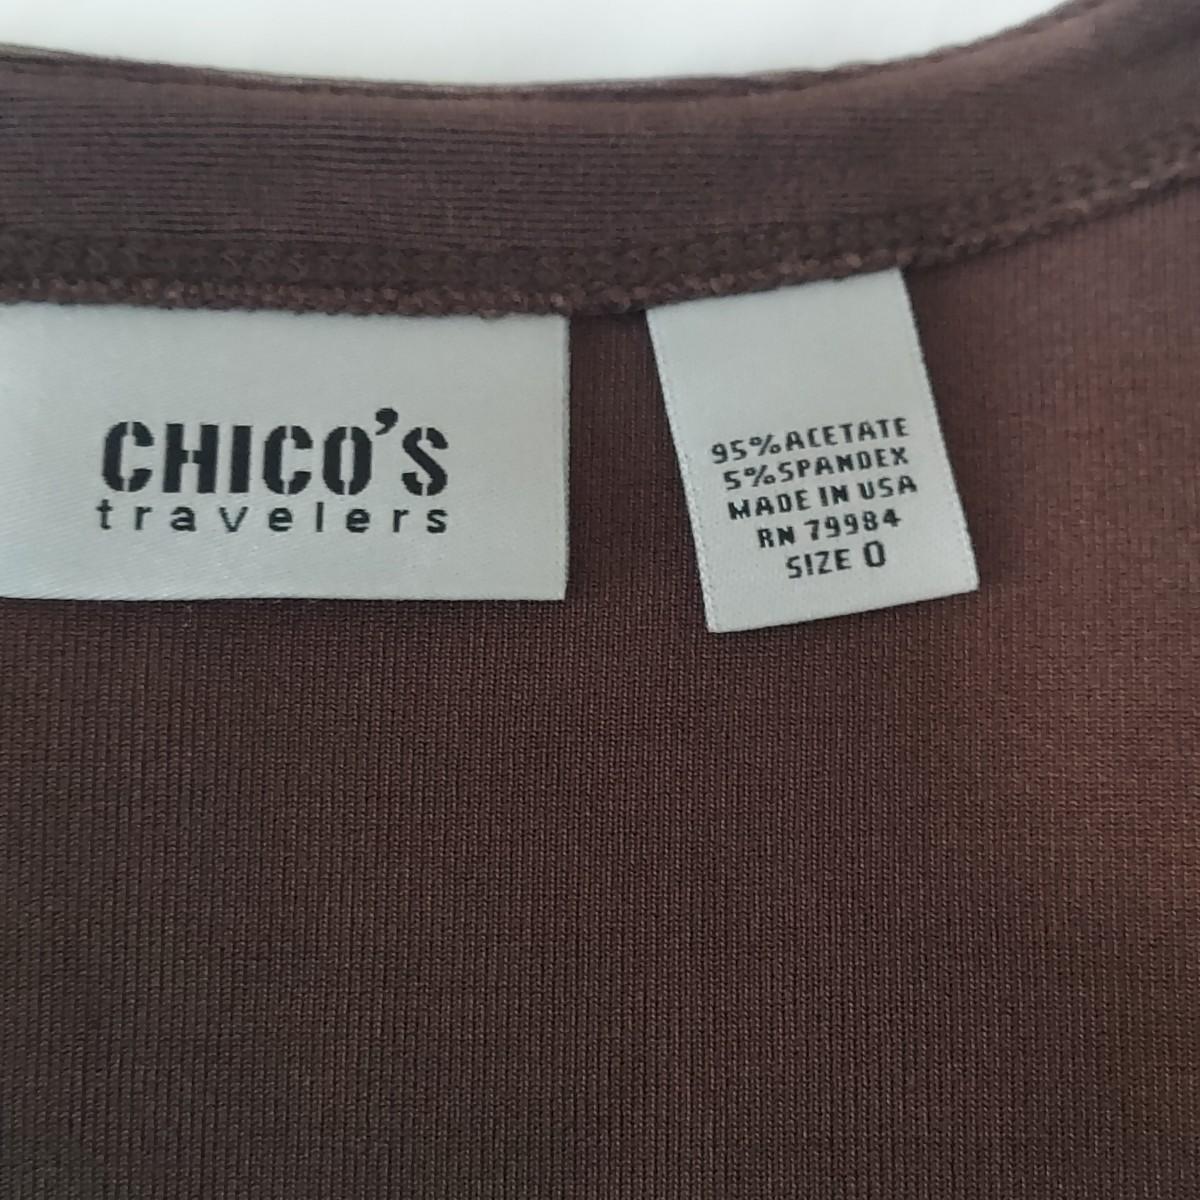 CHICO'S
travelers
95%ACETATE
5%SPANDEX
MADE IN USA
RN 79984
SIZE 0